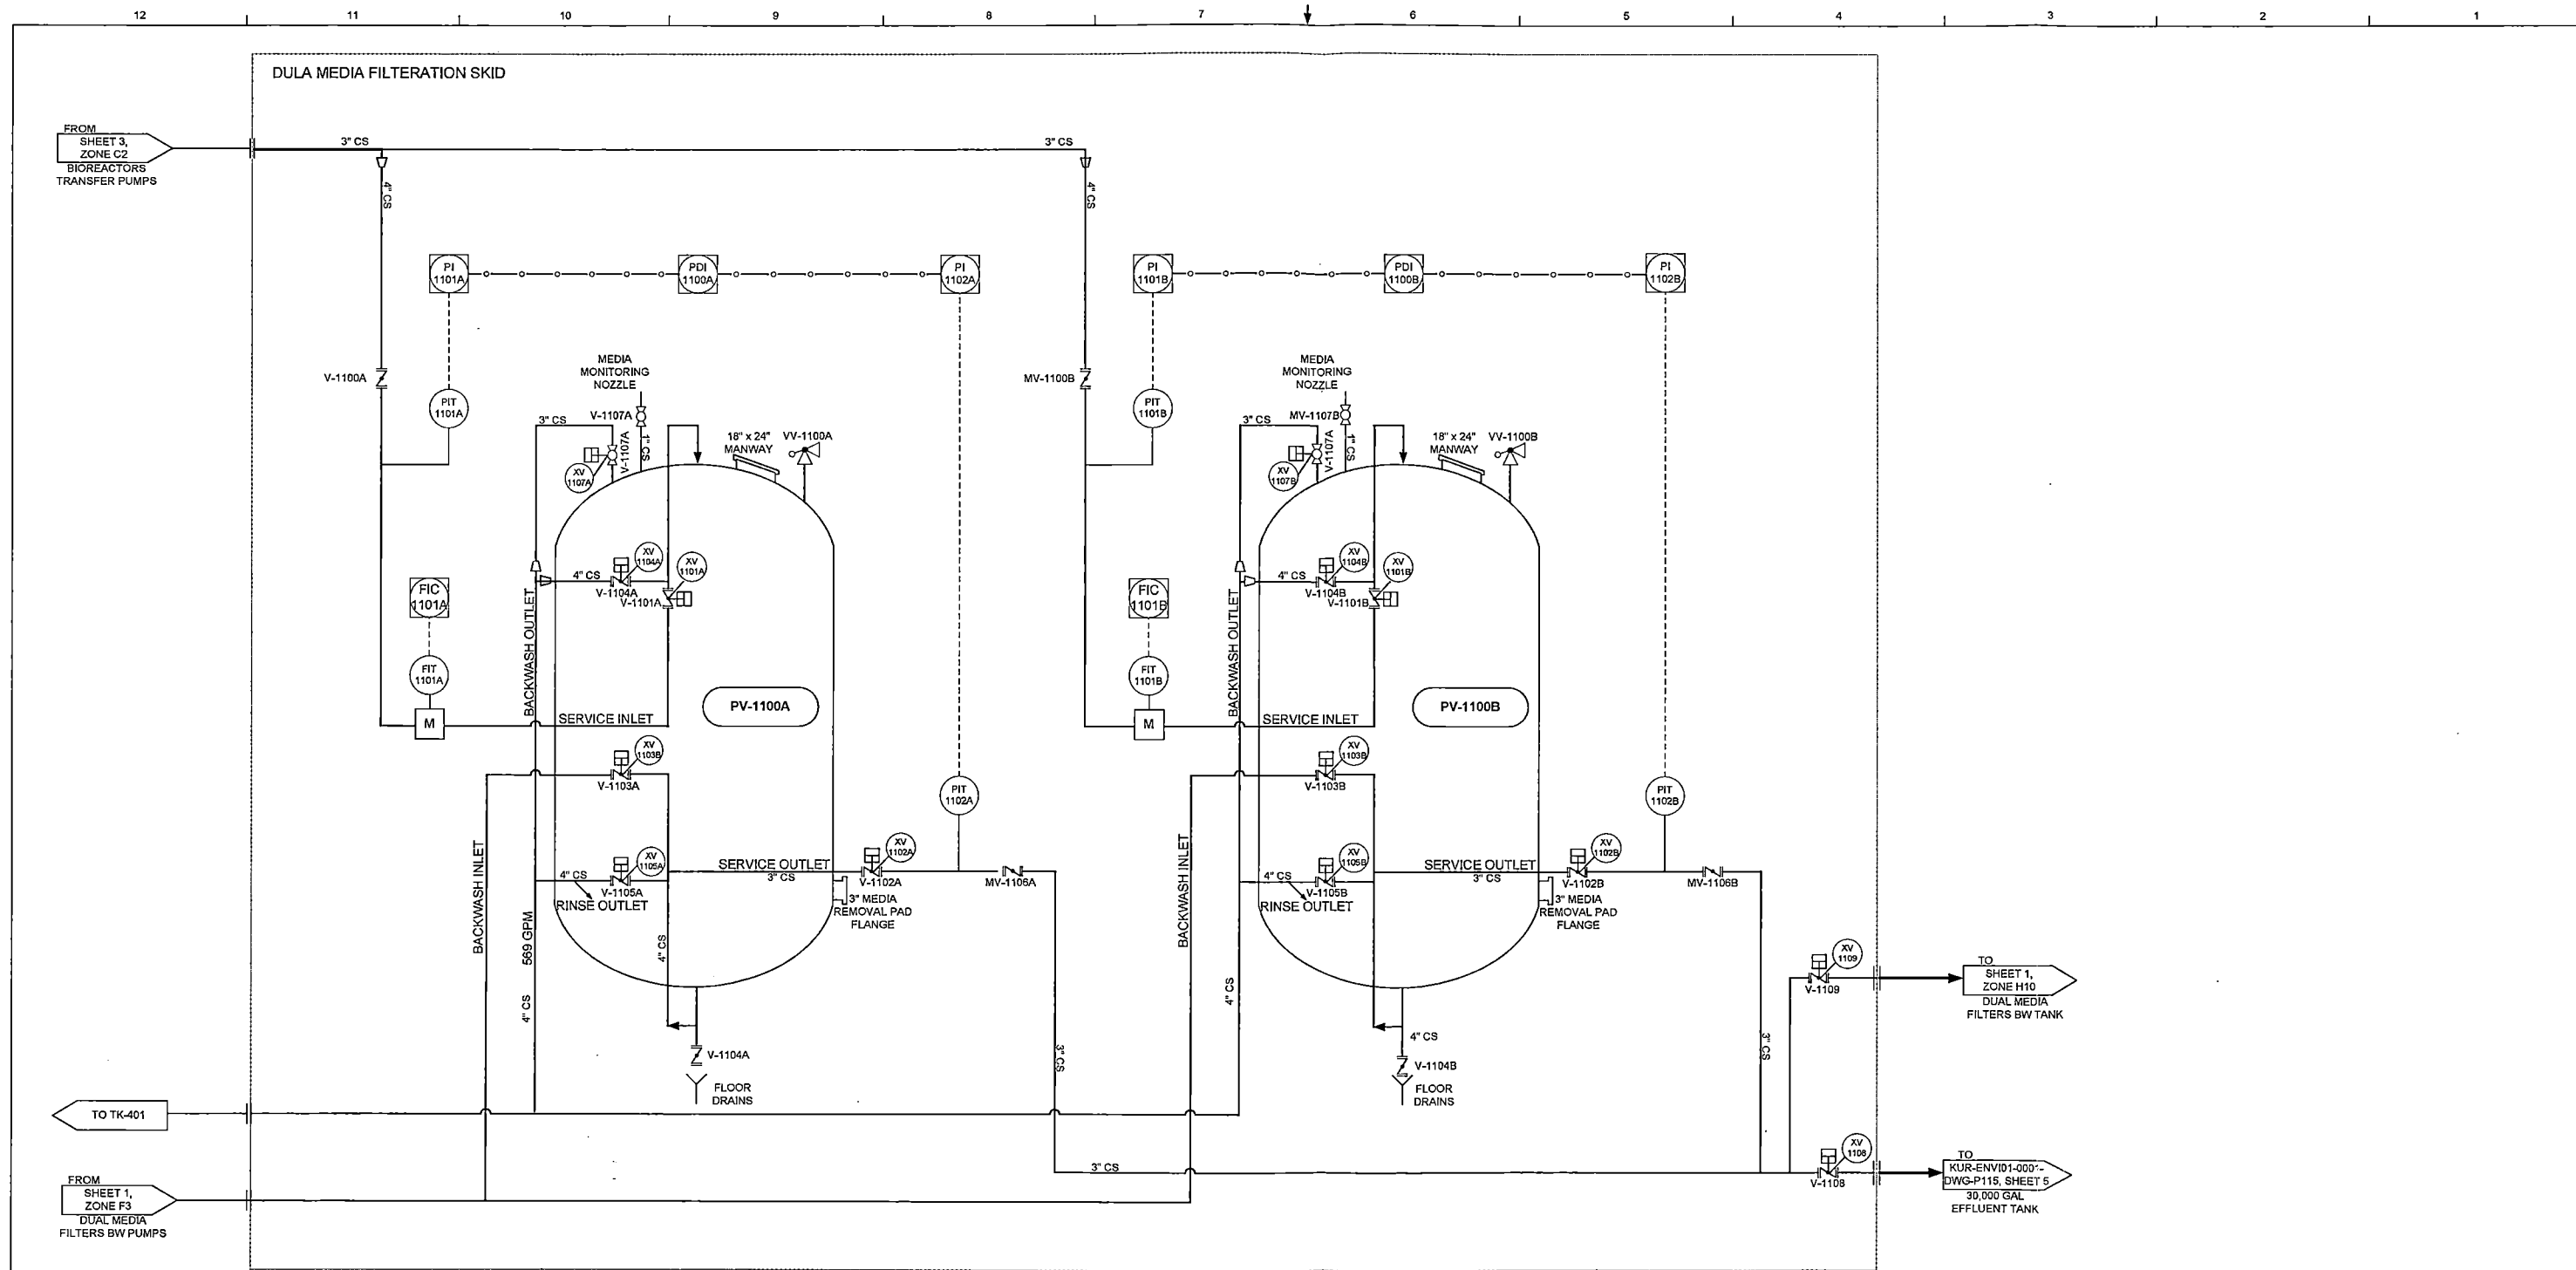 12 11 10 9 8 7 6 5 4 3 2 1
DULA MEDIA FILTERATION SKID
FROM
SHEET 3,
ZONE C2
BIOREACTORS
TRANSFER PUMPS
3" CS
3" CS
4" CS
4" CS
PI
1101A
PDI
1100A
PI
1102A
PI
1101B
PDI
1100B
PI
1102B
V-1100A
PIT
1101A
MEDIA
MONITORING
NOZZLE
V-1107A
3" CS
V-1107A
1" CS
XV
1107A
18" x 24"
MANWAY
VV-1100A
MV-1100B
PIT
1101B
MEDIA
MONITORING
NOZZLE
MV-1107B
3" CS
V-1107A
1" CS
XV
1107B
18" x 24"
MANWAY
VV-1100B
XV
1104A
XV
1101A
4" CS
V-1104A
V-1101A
FIC
1101A
FIT
1101A
M
BACKWASH OUTLET
SERVICE INLET
PV-1100A
XV
1104B
XV
1101B
4" CS
V-1104B
V-1101B
FIC
1101B
FIT
1101B
M
BACKWASH OUTLET
SERVICE INLET
PV-1100B
XV
1103B
V-1103A
PIT
1102A
XV
1103B
V-1103B
PIT
1102B
BACKWASH INLET
XV
1105A
4" CS
V-1105A
RINSE OUTLET
SERVICE OUTLET
3" CS
XV
1102A
V-1102A
MV-1106A
3" MEDIA
REMOVAL PAD
FLANGE
569 GPM
4" CS
4" CS
BACKWASH INLET
XV
1105B
4" CS
V-1105B
RINSE OUTLET
SERVICE OUTLET
3" CS
XV
1102B
V-1102B
MV-1106B
3" MEDIA
REMOVAL PAD
FLANGE
4" CS
4" CS
V-1104A
FLOOR
DRAINS
3" CS
V-1104B
FLOOR
DRAINS
3" CS
XV
1109
V-1109
TO
SHEET 1,
ZONE H10
DUAL MEDIA
FILTERS BW TANK
TO TK-401
3" CS
XV
1108
V-1108
TO
KUR-ENVI01-0001-
DWG-P115, SHEET 5
30,000 GAL
EFFLUENT TANK
FROM
SHEET 1,
ZONE F3
DUAL MEDIA
FILTERS BW PUMPS